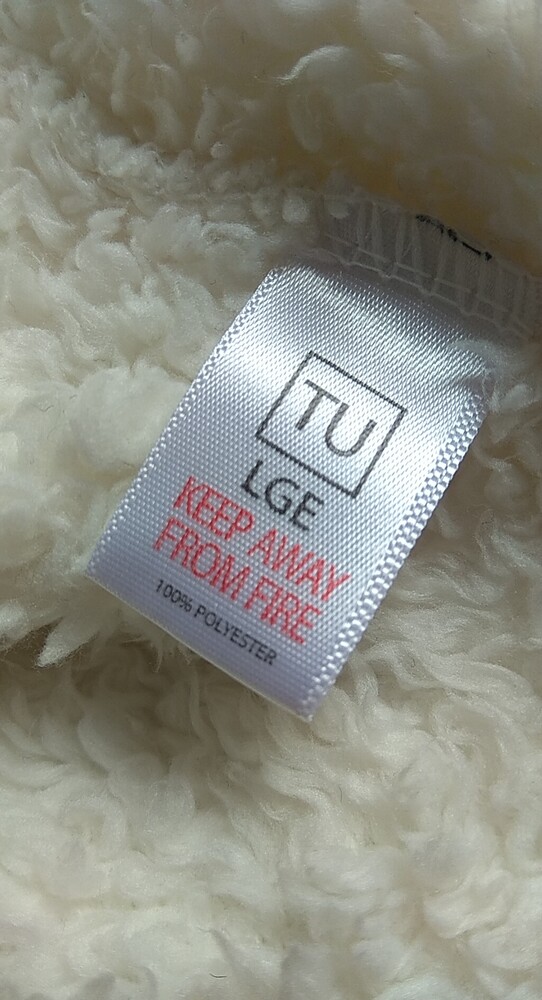 TU
LGE
KEEP AWAY
FROM FIRE
100% POLYESTER